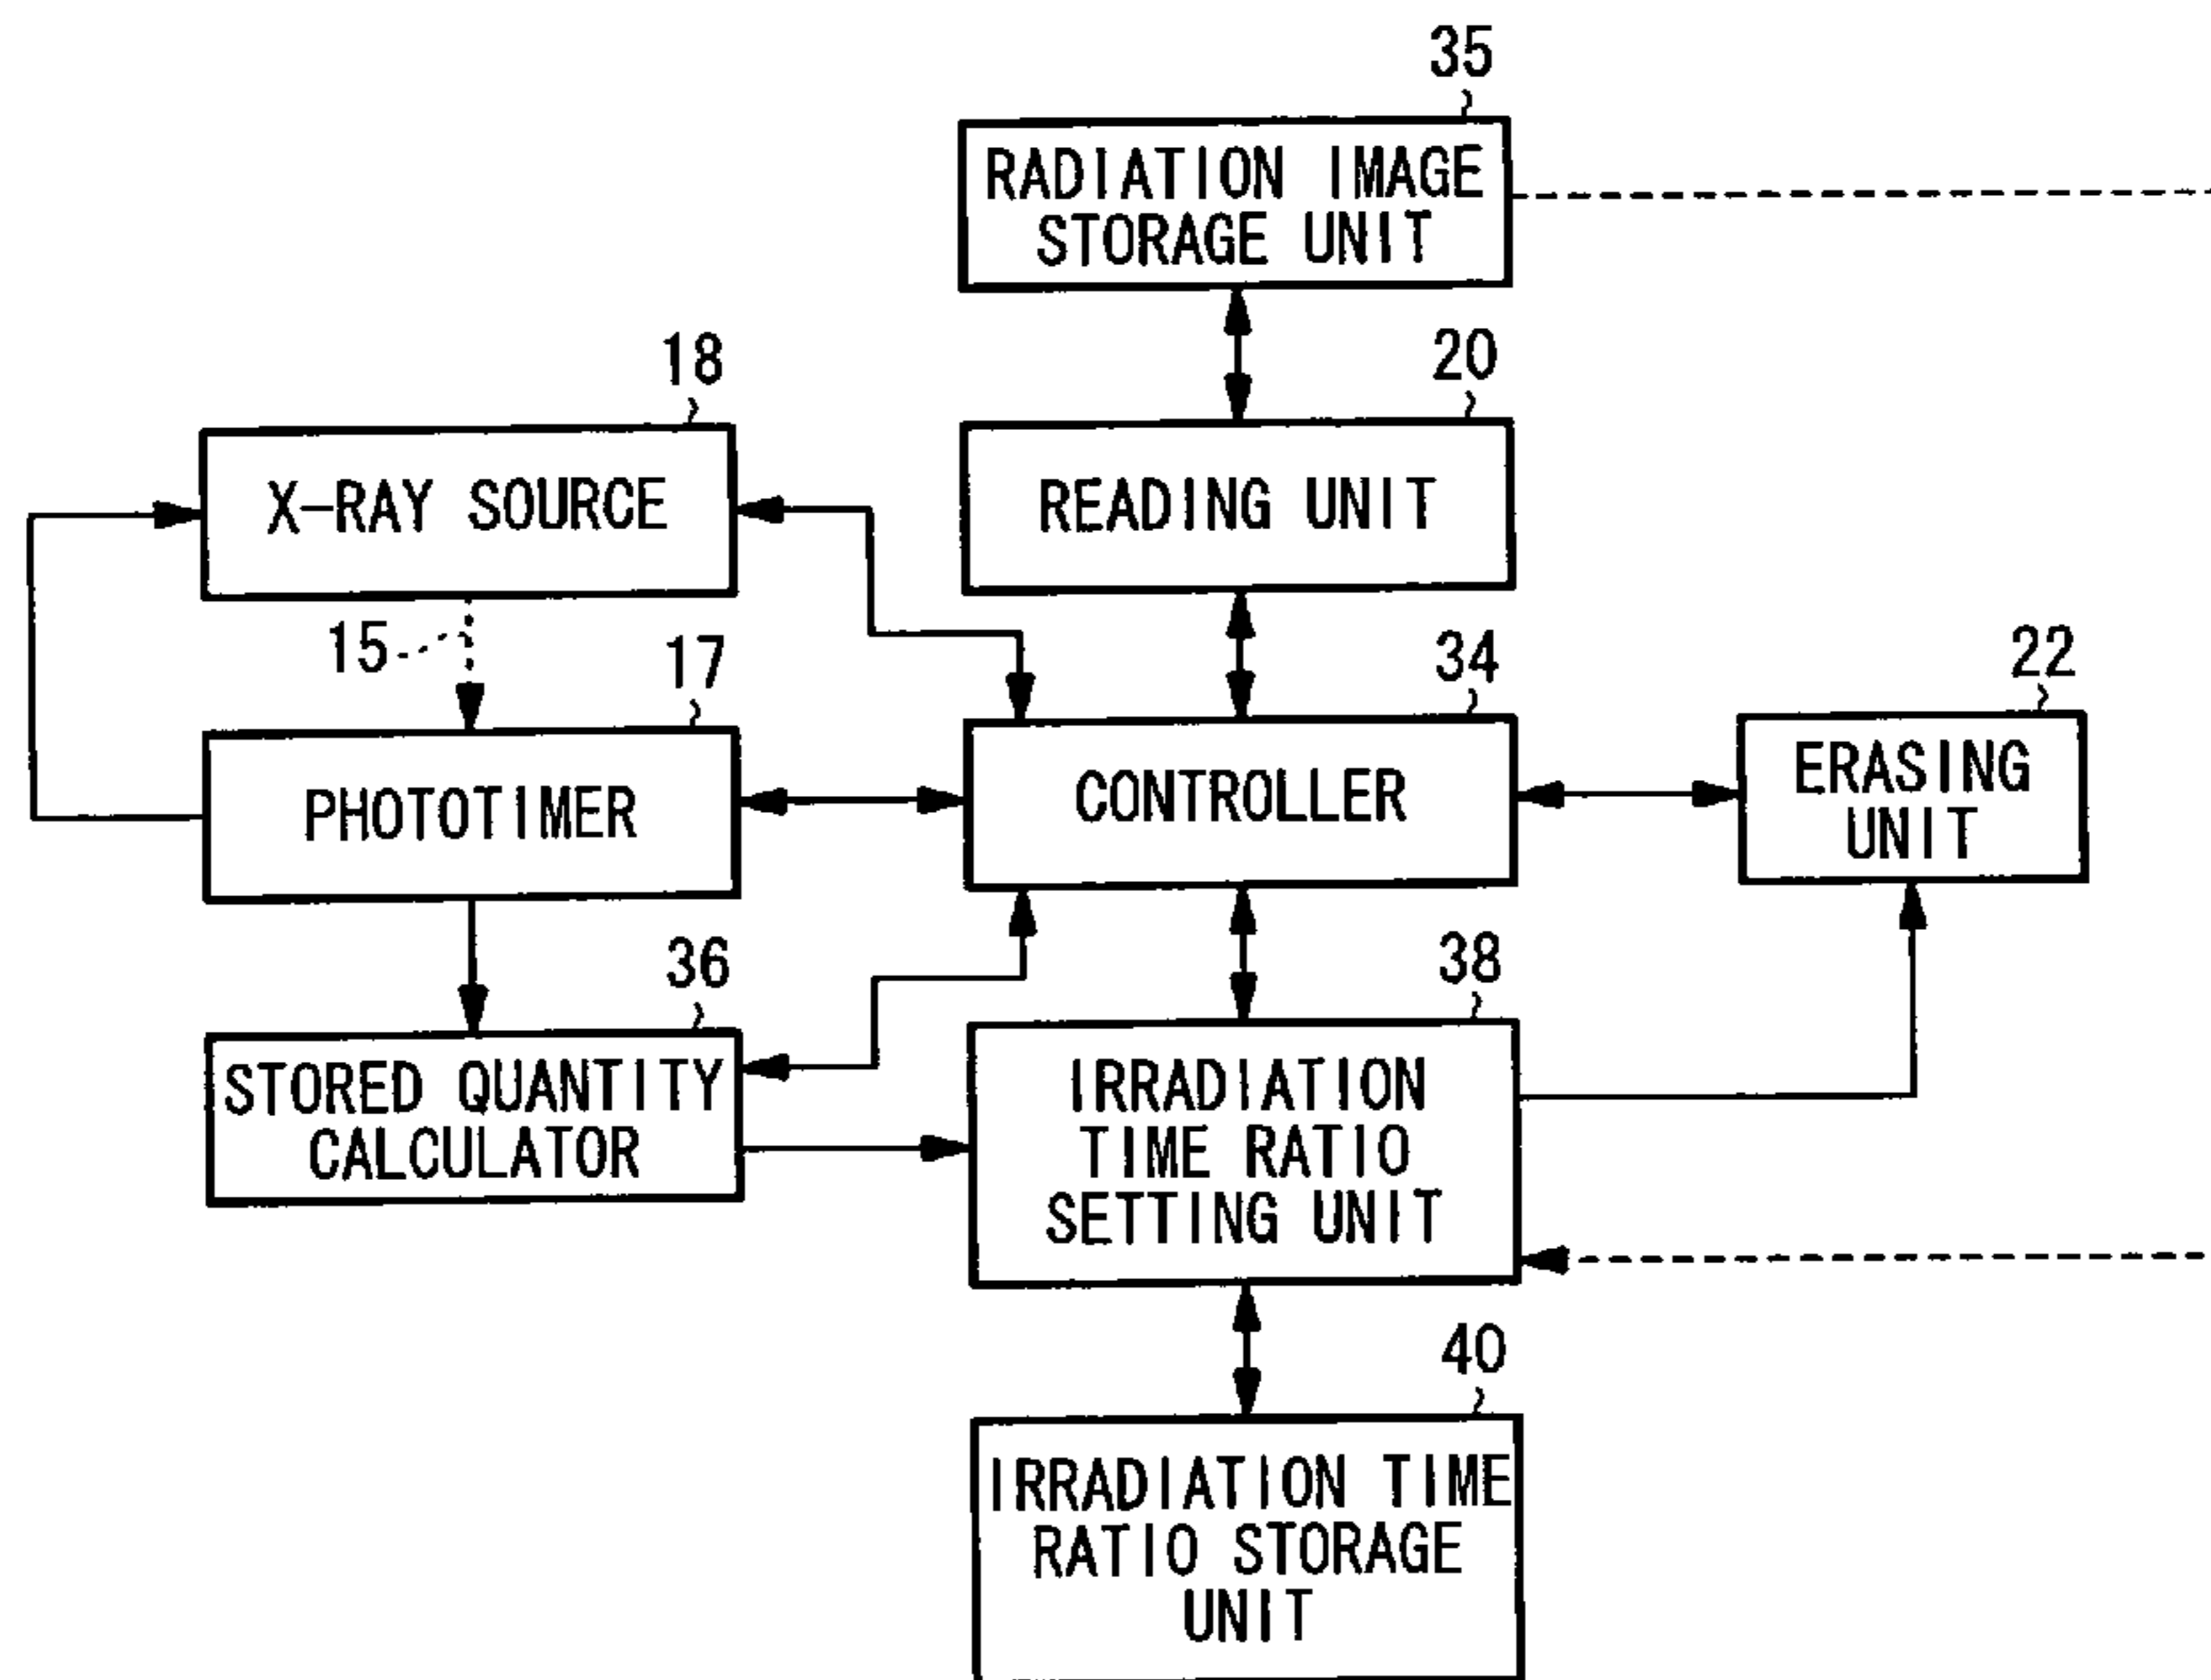 35
RADIATION IMAGE
STORAGE UNIT
18
20
X-RAY SOURCE
READING UNIT
15
17
34
22
PHOTOTIMER
CONTROLLER
ERASING
UNIT
36
38
STORED QUANTITY
CALCULATOR
IRRADIATION
TIME RATIO
SETTING UNIT
40
IRRADIATION TIME
RATIO STORAGE
UNIT